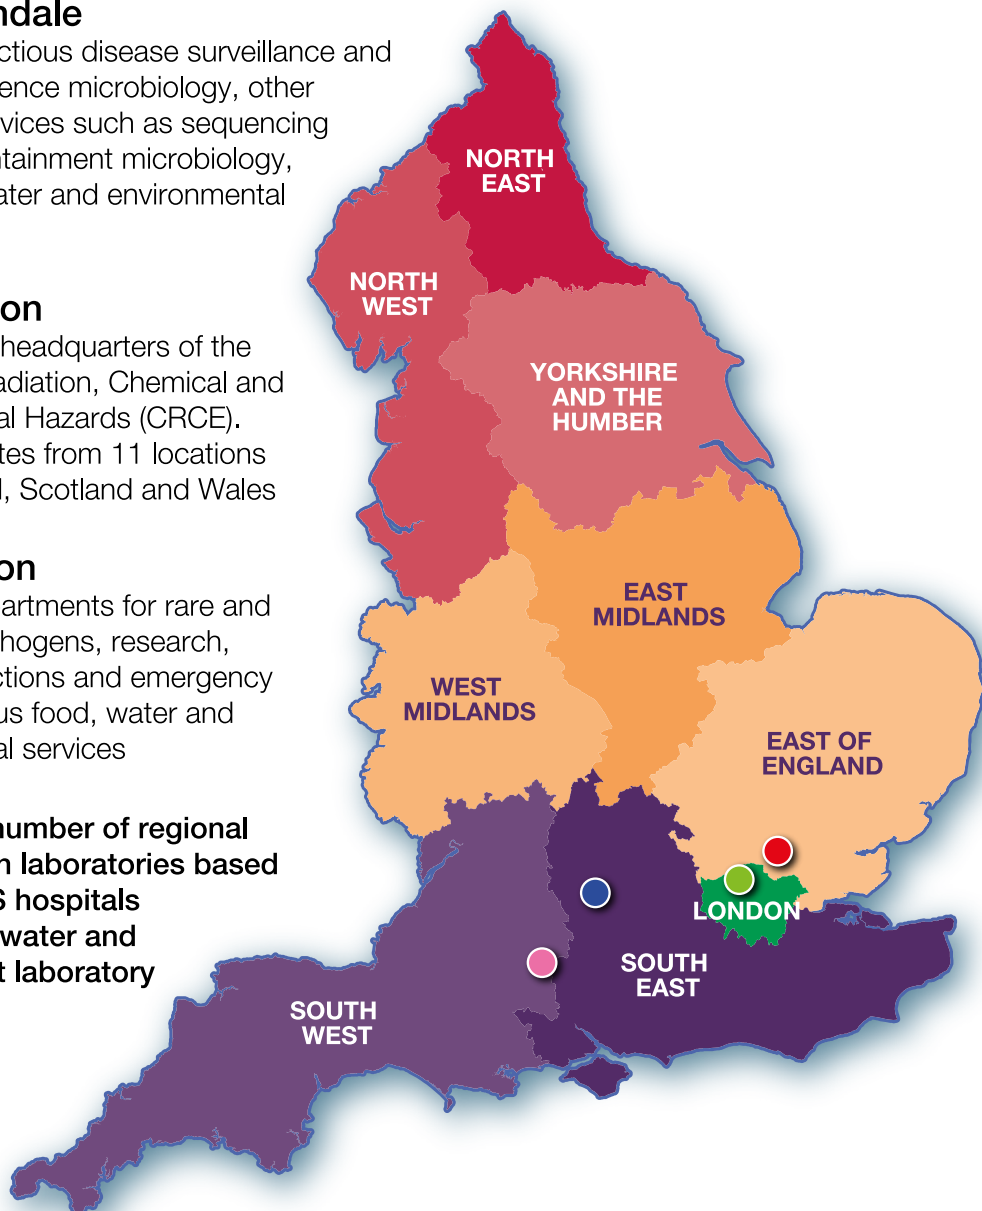 ndale
ctious disease surveillance and
ence microbiology, other
vices such as sequencing
ntainment microbiology,
ater and environmental
on
headquarters of the
adiation, Chemical and
al Hazards (CRCE).
tes from 11 locations
l, Scotland and Wales
on
artments for rare and
hogens, research,
ctions and emergency
us food, water and
al services
number of regional
n laboratories based
S hospitals
water and
t laboratory
NORTH
EAST
NORTH
WEST
YORKSHIRE
AND THE
HUMBER
EAST
MIDLANDS
WEST
MIDLANDS
EAST OF
ENGLAND
LONDON
SOUTH
EAST
SOUTH
WEST